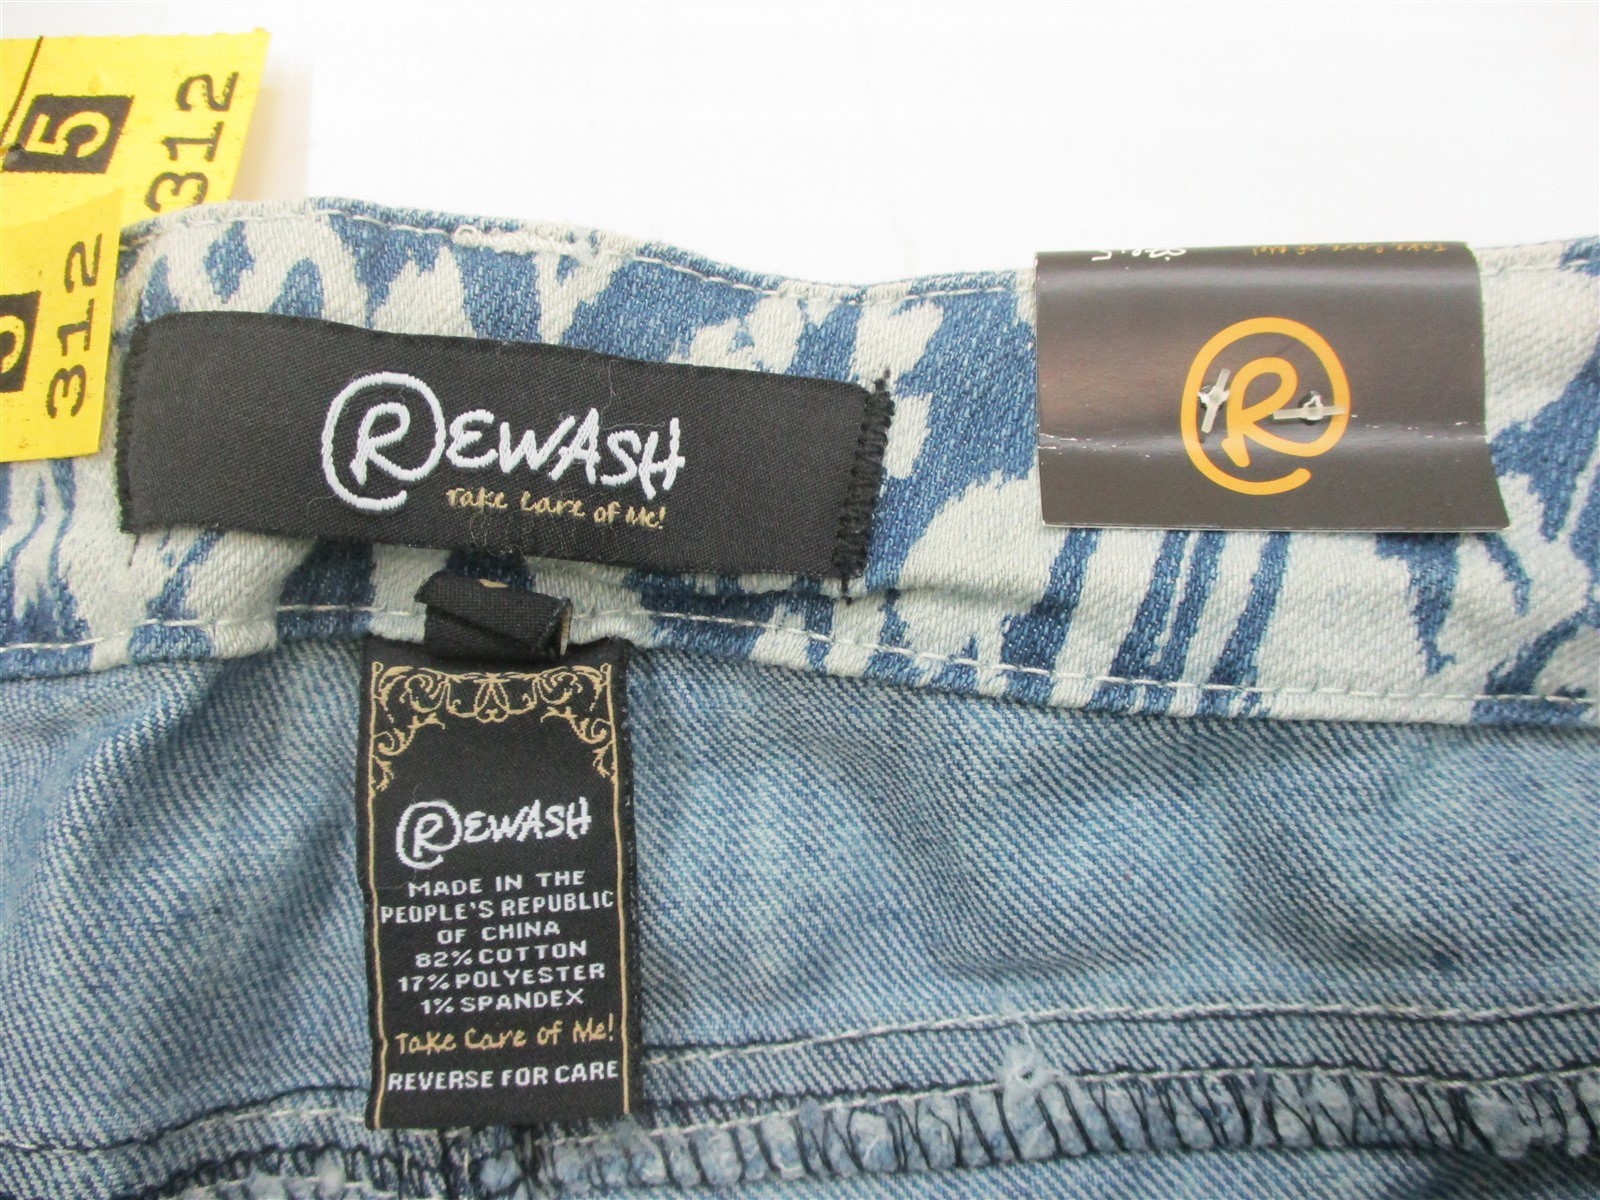 5
312
312
REWASH
Take Care of Me!
R
REWASH
MADE IN THE
PEOPLE'S REPUBLIC
OF CHINA
82% COTTON
17% POLYESTER
1% SPANDEX
Take Care of Me!
REVERSE FOR CARE